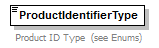 ProductIdentifierType
Product ID Type (see Enums)